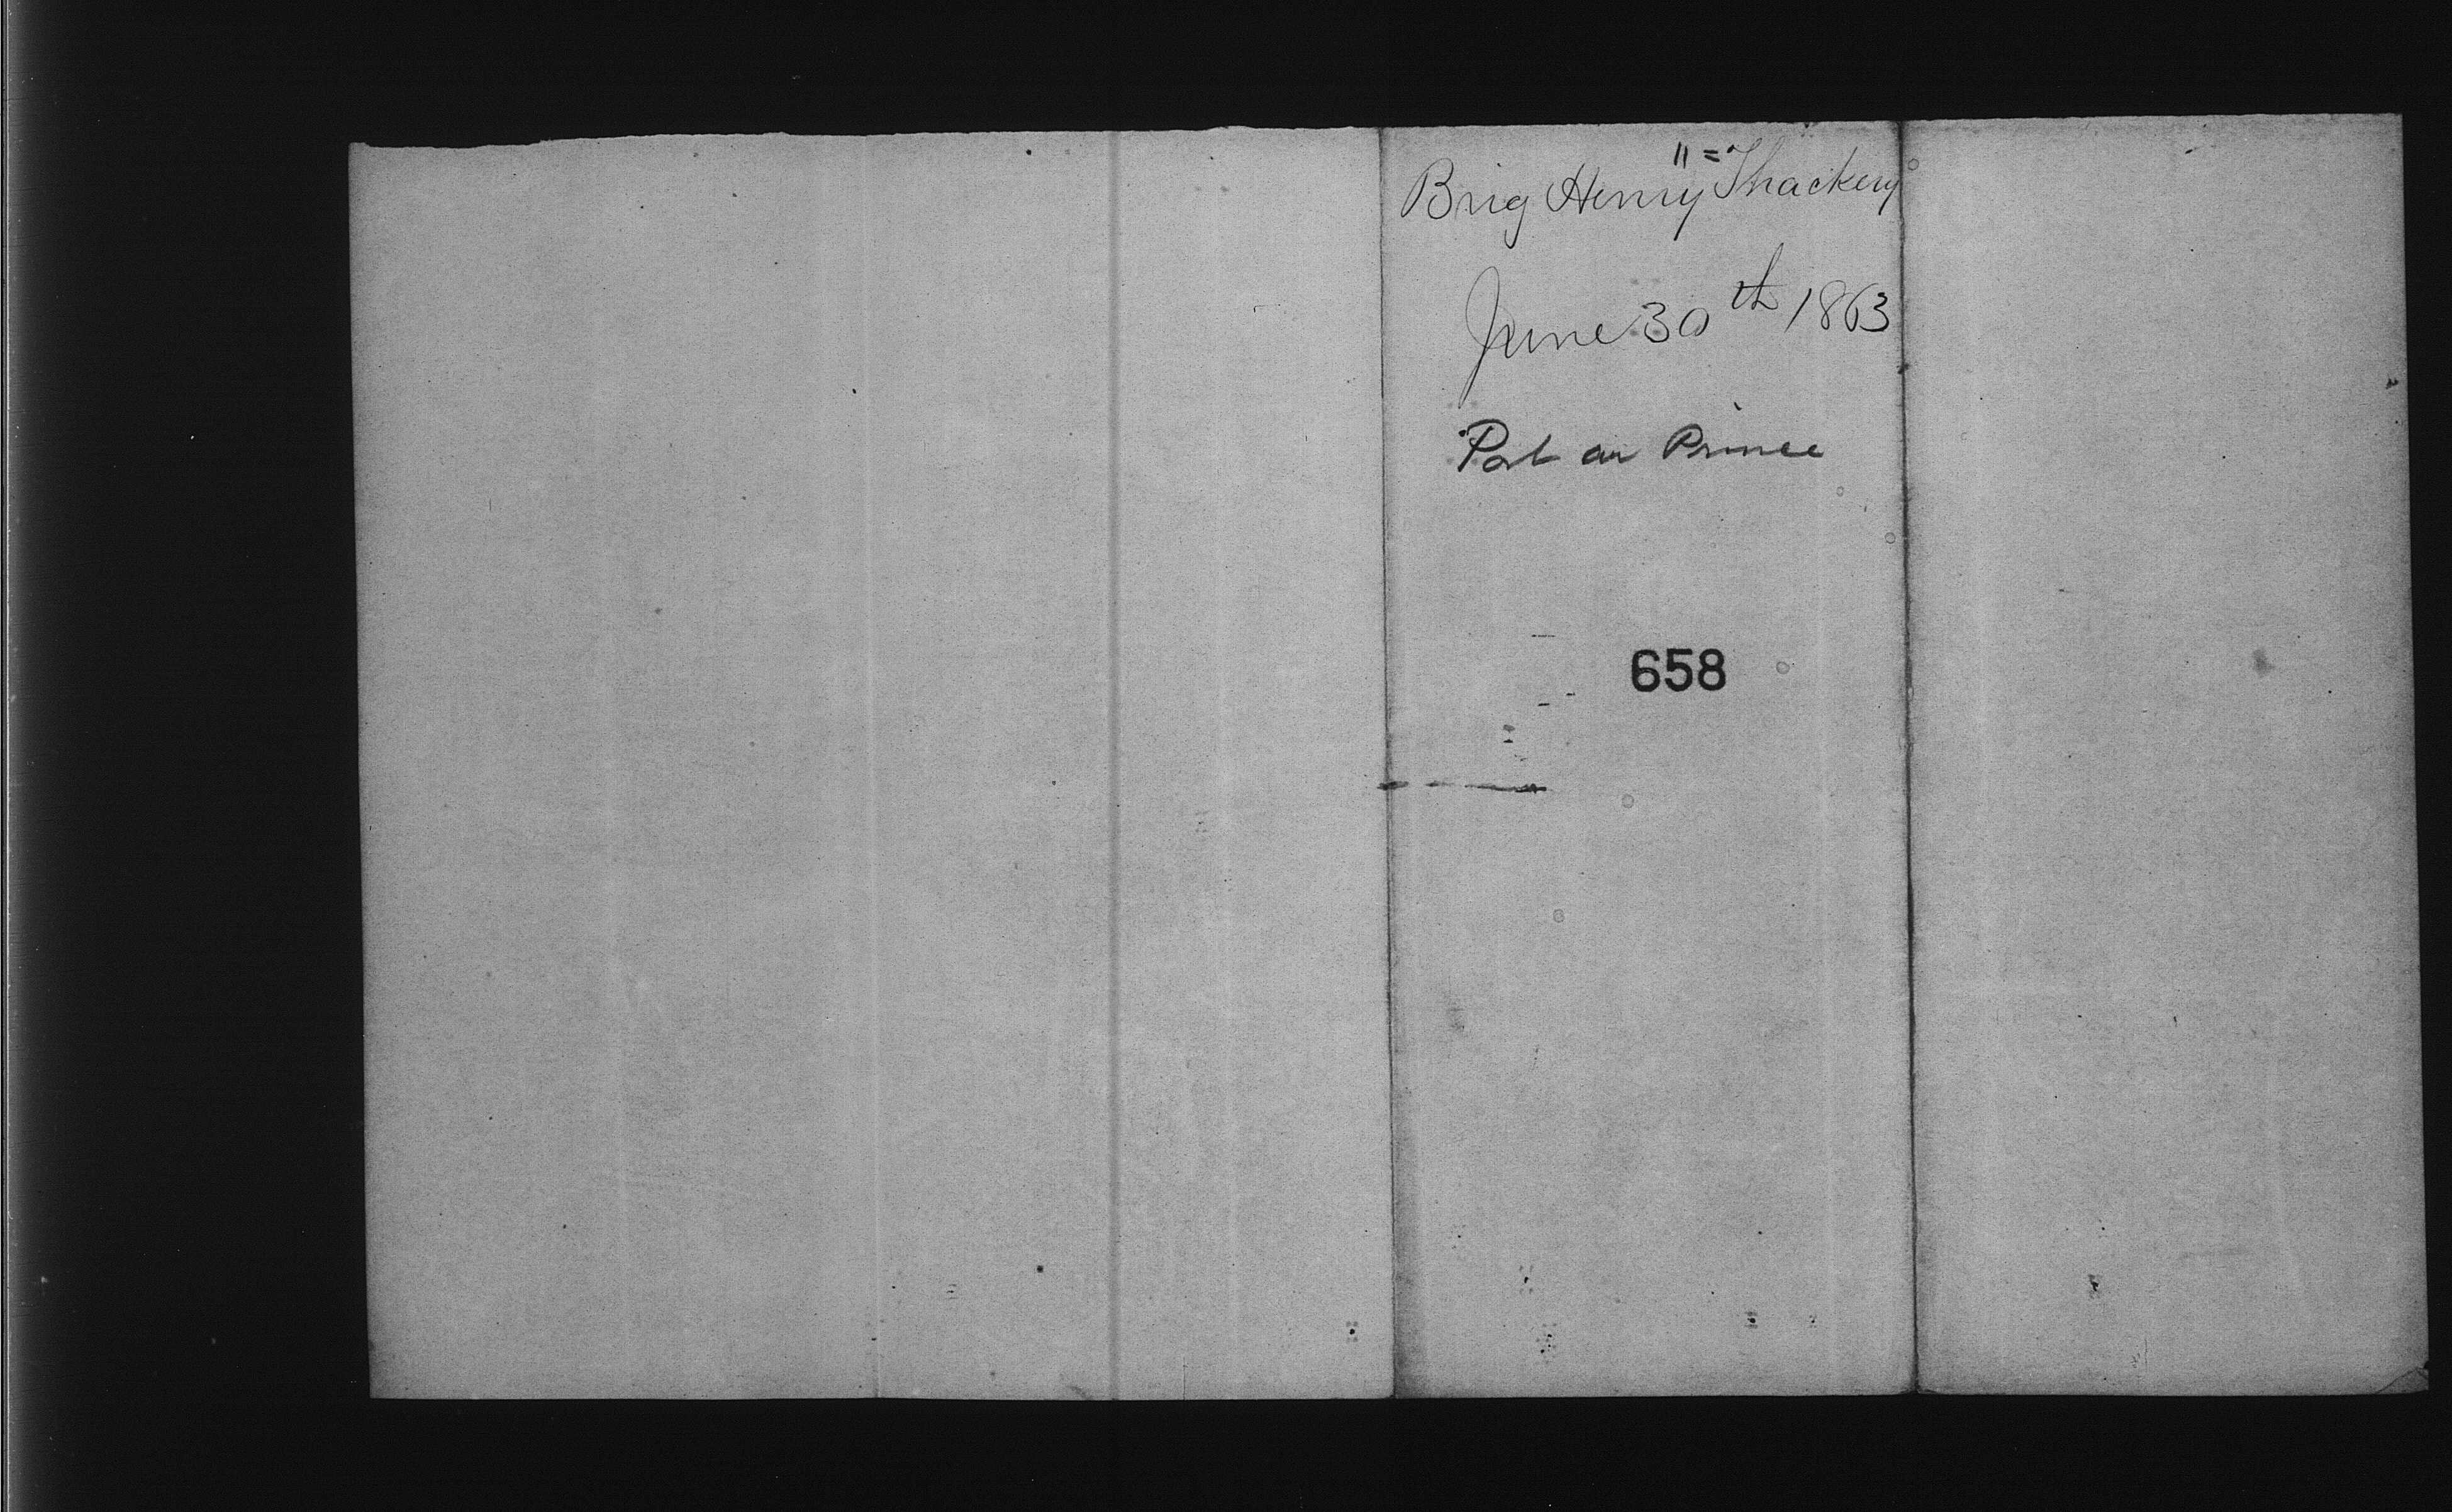 Brig Henry Thackery
June 30th 1863
Port au Prince
658